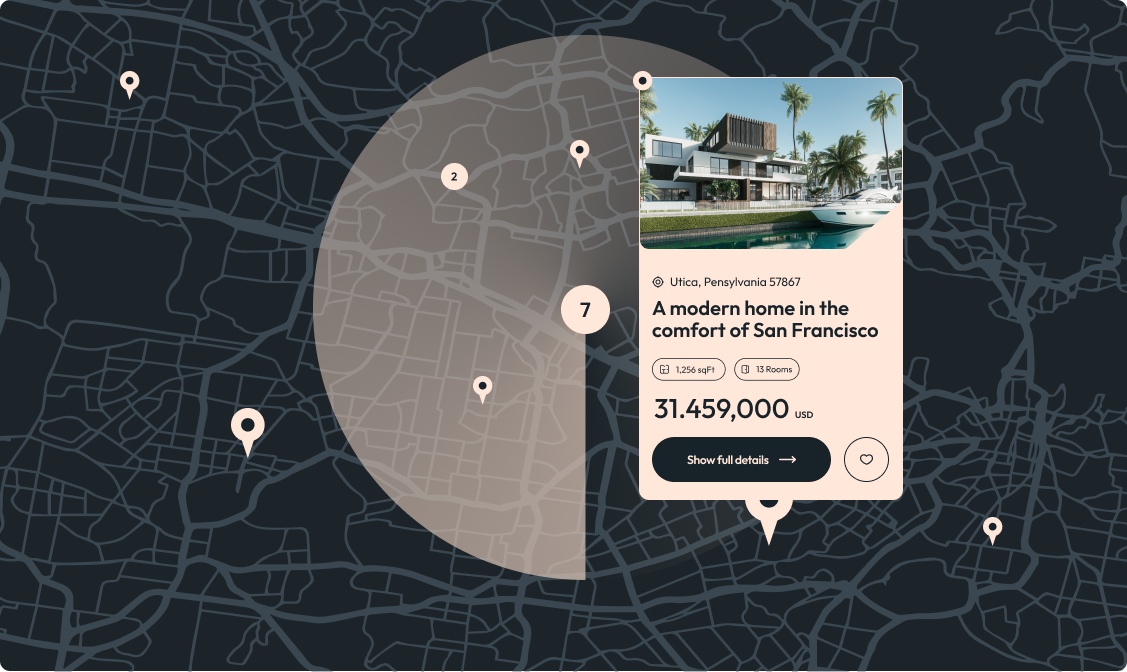 2
7
Utica, Pensylvania 57867
A modern home in the
comfort of San Francisco
1,256 sqFt
13 Rooms
31.459,000 USD
Show full details